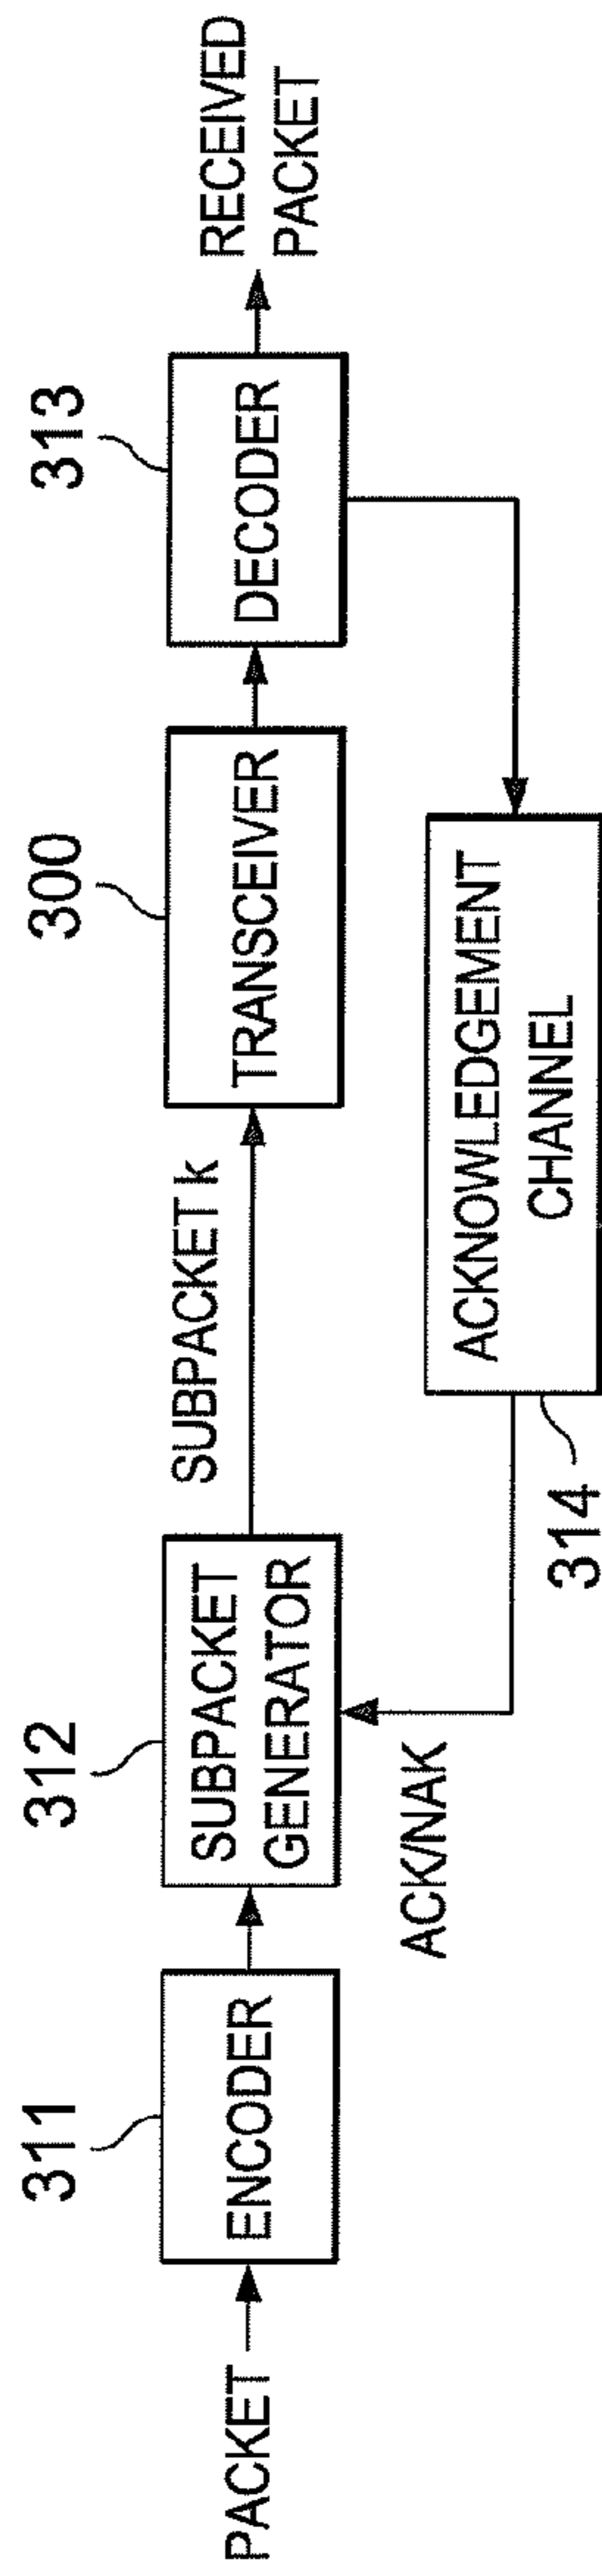 PACKET
311
ENCODER
312
SUBPACKET
GENERATOR
ACK/NAK
SUBPACKET k
300
TRANSCEIVER
313
DECODER
RECEIVED
PACKET
314
ACKNOWLEDGEMENT
CHANNEL